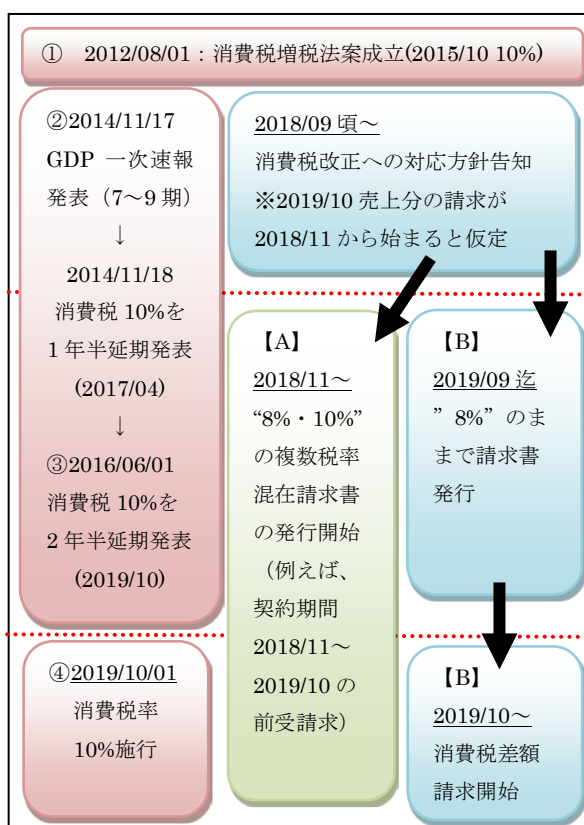 ① 2012/08/01：消費税増税法案成立(2015/10 10%)
②2014/11/17
GDP 一次速報
発表（7～9 期）
↓
2014/11/18
消費税 10%を
1 年半延期発表
(2017/04)
↓
③2016/06/01
消費税 10%を
2 年半延期発表
(2019/10)
④2019/10/01
消費税率
10%施行
2018/09 頃～
消費税改正への対応方針告知
※2019/10 売上分の請求が
2018/11 から始まると仮定
【A】
2018/11～
“8%・10%”
の複数税率
混在請求書
の発行開始
（例えば、
契約期間
2018/11～
2019/10 の
前受請求）
【B】
2019/09 迄
”8%”のま
まで請求書
発行
【B】
2019/10～
消費税差額
請求開始